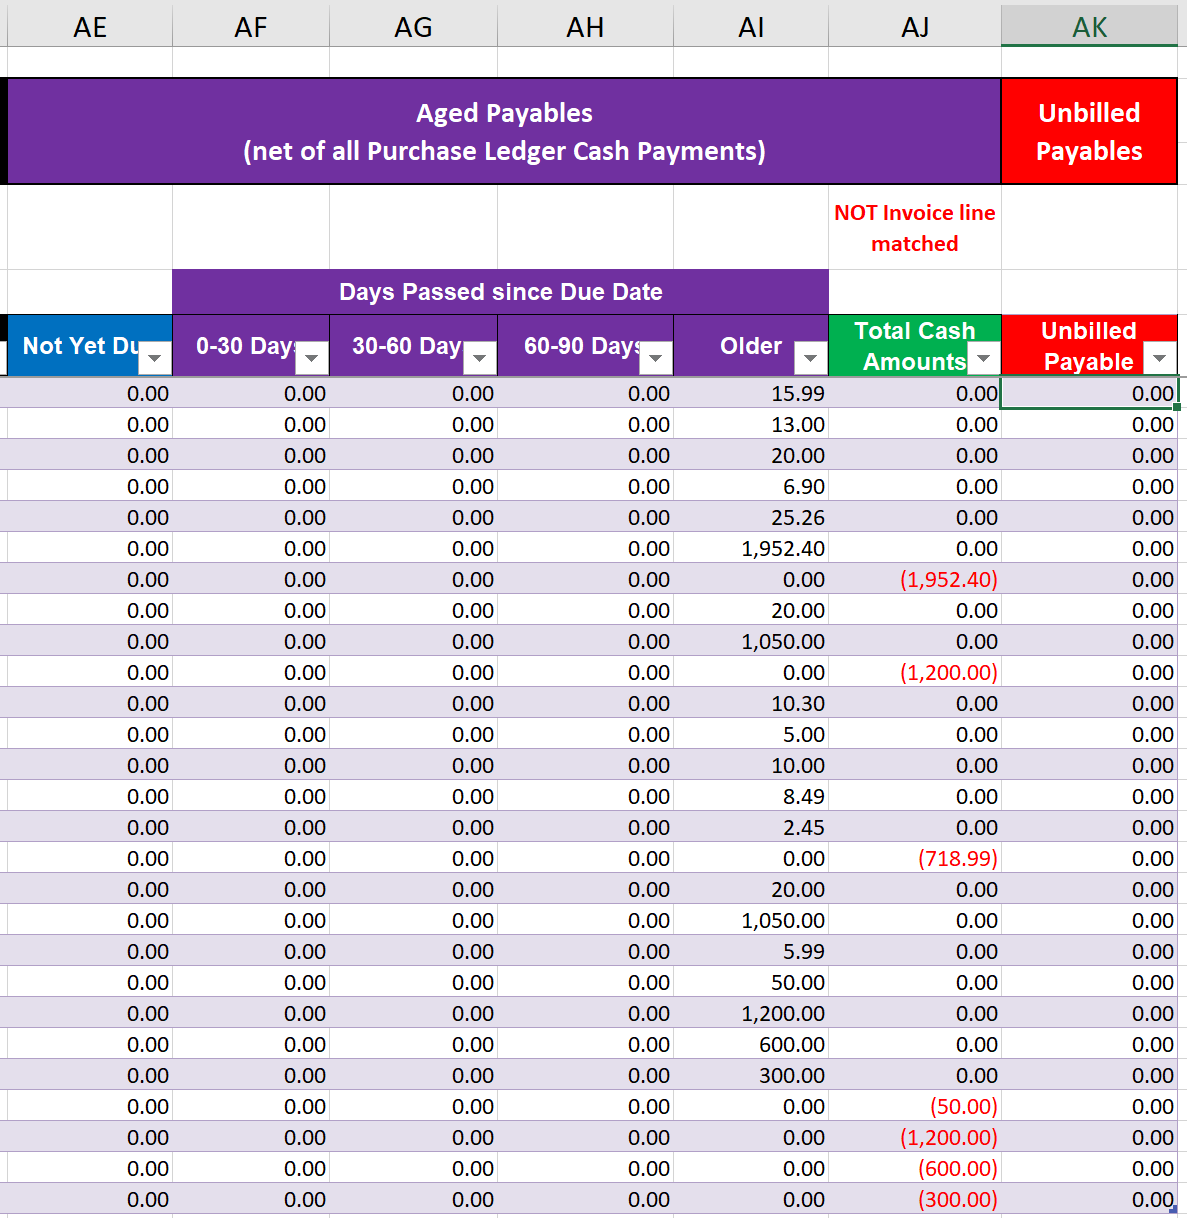 AE AF AG AH AI AJ AK
Aged Payables
(net of all Purchase Ledger Cash Payments)
Unbilled
Payables
NOT Invoice line
matched
Days Passed since Due Date
Not Yet Du 0-30 Days 30-60 Day 60-90 Days Older Total Cash
Amounts Unbilled
Payable
0.00 0.00 0.00 0.00 15.99 0.00 0.00
0.00 0.00 0.00 0.00 13.00 0.00 0.00
0.00 0.00 0.00 0.00 20.00 0.00 0.00
0.00 0.00 0.00 0.00 6.90 0.00 0.00
0.00 0.00 0.00 0.00 25.26 0.00 0.00
0.00 0.00 0.00 0.00 1,952.40 0.00 0.00
0.00 0.00 0.00 0.00 0.00 (1,952.40) 0.00
0.00 0.00 0.00 0.00 20.00 0.00 0.00
0.00 0.00 0.00 0.00 1,050.00 0.00 0.00
0.00 0.00 0.00 0.00 0.00 (1,200.00) 0.00
0.00 0.00 0.00 0.00 10.30 0.00 0.00
0.00 0.00 0.00 0.00 5.00 0.00 0.00
0.00 0.00 0.00 0.00 10.00 0.00 0.00
0.00 0.00 0.00 0.00 8.49 0.00 0.00
0.00 0.00 0.00 0.00 2.45 0.00 0.00
0.00 0.00 0.00 0.00 0.00 (718.99) 0.00
0.00 0.00 0.00 0.00 20.00 0.00 0.00
0.00 0.00 0.00 0.00 1,050.00 0.00 0.00
0.00 0.00 0.00 0.00 5.99 0.00 0.00
0.00 0.00 0.00 0.00 50.00 0.00 0.00
0.00 0.00 0.00 0.00 1,200.00 0.00 0.00
0.00 0.00 0.00 0.00 600.00 0.00 0.00
0.00 0.00 0.00 0.00 300.00 0.00 0.00
0.00 0.00 0.00 0.00 0.00 (50.00) 0.00
0.00 0.00 0.00 0.00 0.00 (1,200.00) 0.00
0.00 0.00 0.00 0.00 0.00 (600.00) 0.00
0.00 0.00 0.00 0.00 0.00 (300.00) 0.00